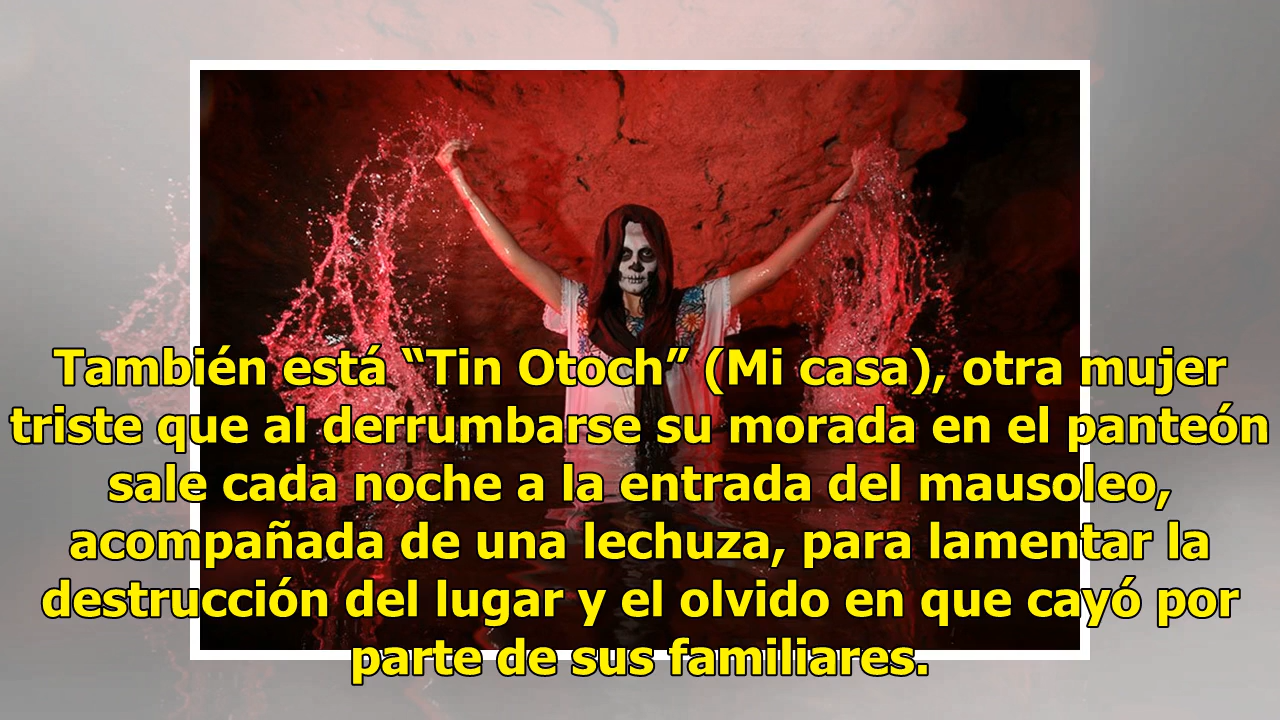 También está “Tin Otoch” (Mi casa), otra mujer
triste que al derrumbarse su morada en el panteón
sale cada noche a la entrada del mausoleo,
acompañada de una lechuza, para lamentar la
destrucción del lugar y el olvido en que cayó por
parte de sus familiares.